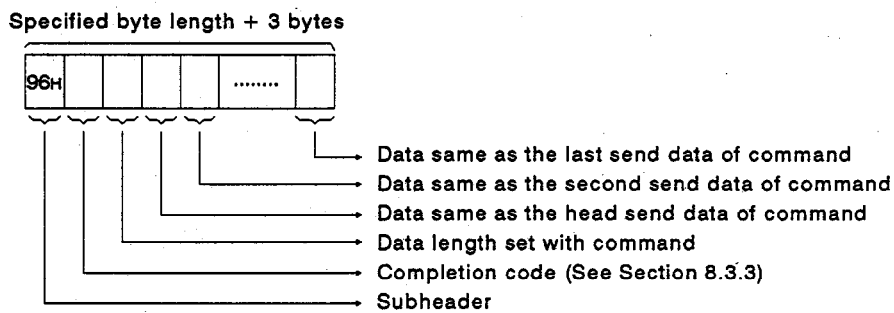 Specified byte length + 3 bytes
96H ........
Data same as the last send data of command
Data same as the second send data of command
Data same as the head send data of command
Data length set with command
Completion code (See Section 8.3.3)
Subheader